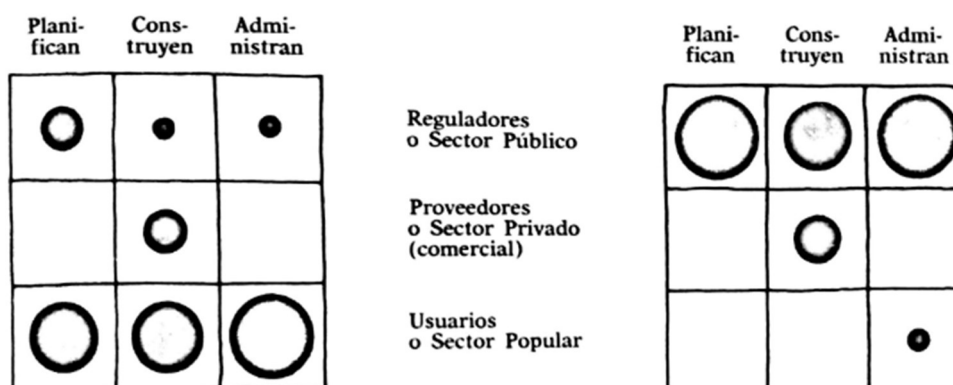 Plani-
fican
Cons-
truyen
Admi-
nistran
Reguladores
o Sector Público
Proveedores
o Sector Privado
(comercial)
Usuarios
o Sector Popular
Plani-
fican
Cons-
truyen
Admi-
nistran